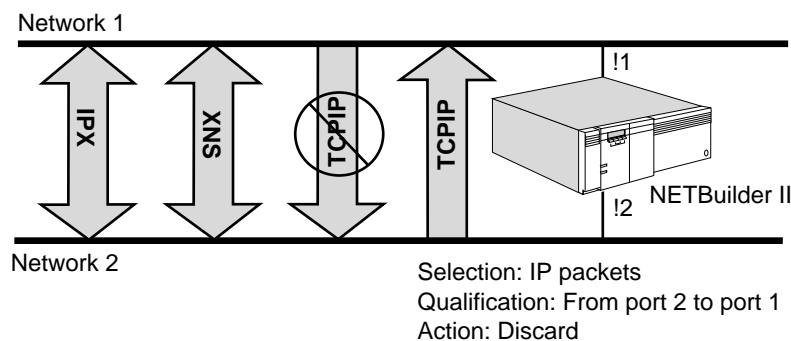 Network 1
!1
IPX
XNS
TCPIP
TCPIP
!2
NETBuilder II
Network 2
Selection: IP packets
Qualification: From port 2 to port 1
Action: Discard